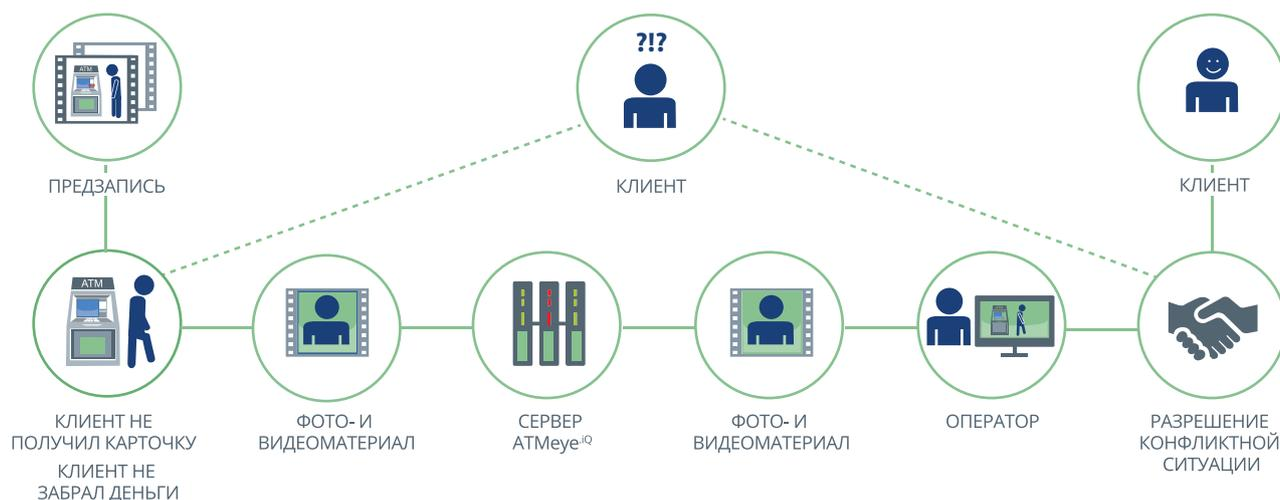 ATM
?!?
ПРЕДЗАПИСЬ
КЛИЕНТ
КЛИЕНТ
ATM
КЛИЕНТ НЕ
ПОЛУЧИЛ КАРТОЧКУ
КЛИЕНТ НЕ
ЗАБРАЛ ДЕНЬГИ
ФОТО- И
ВИДЕОМАТЕРИАЛ
СЕРВЕР
ATMeye.iQ
ФОТО- И
ВИДЕОМАТЕРИАЛ
ОПЕРАТОР
РАЗРЕШЕНИЕ
КОНФЛИКТНОЙ
СИТУАЦИИ